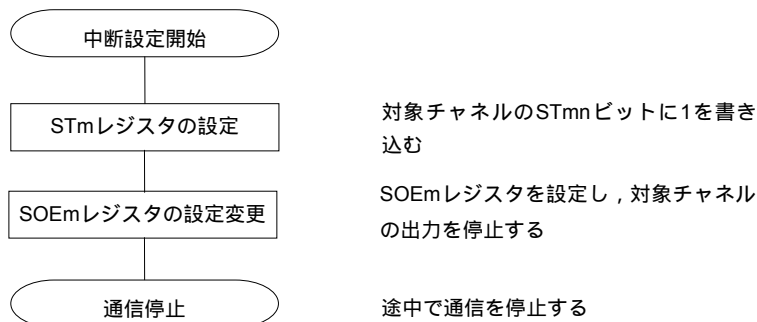 中断設定開始
STmレジスタの設定
対象チャネルのSTmnビットに1を書き
込む
SOEmレジスタの設定変更
SOEmレジスタを設定し，対象チャネル
の出力を停止する
通信停止
途中で通信を停止する